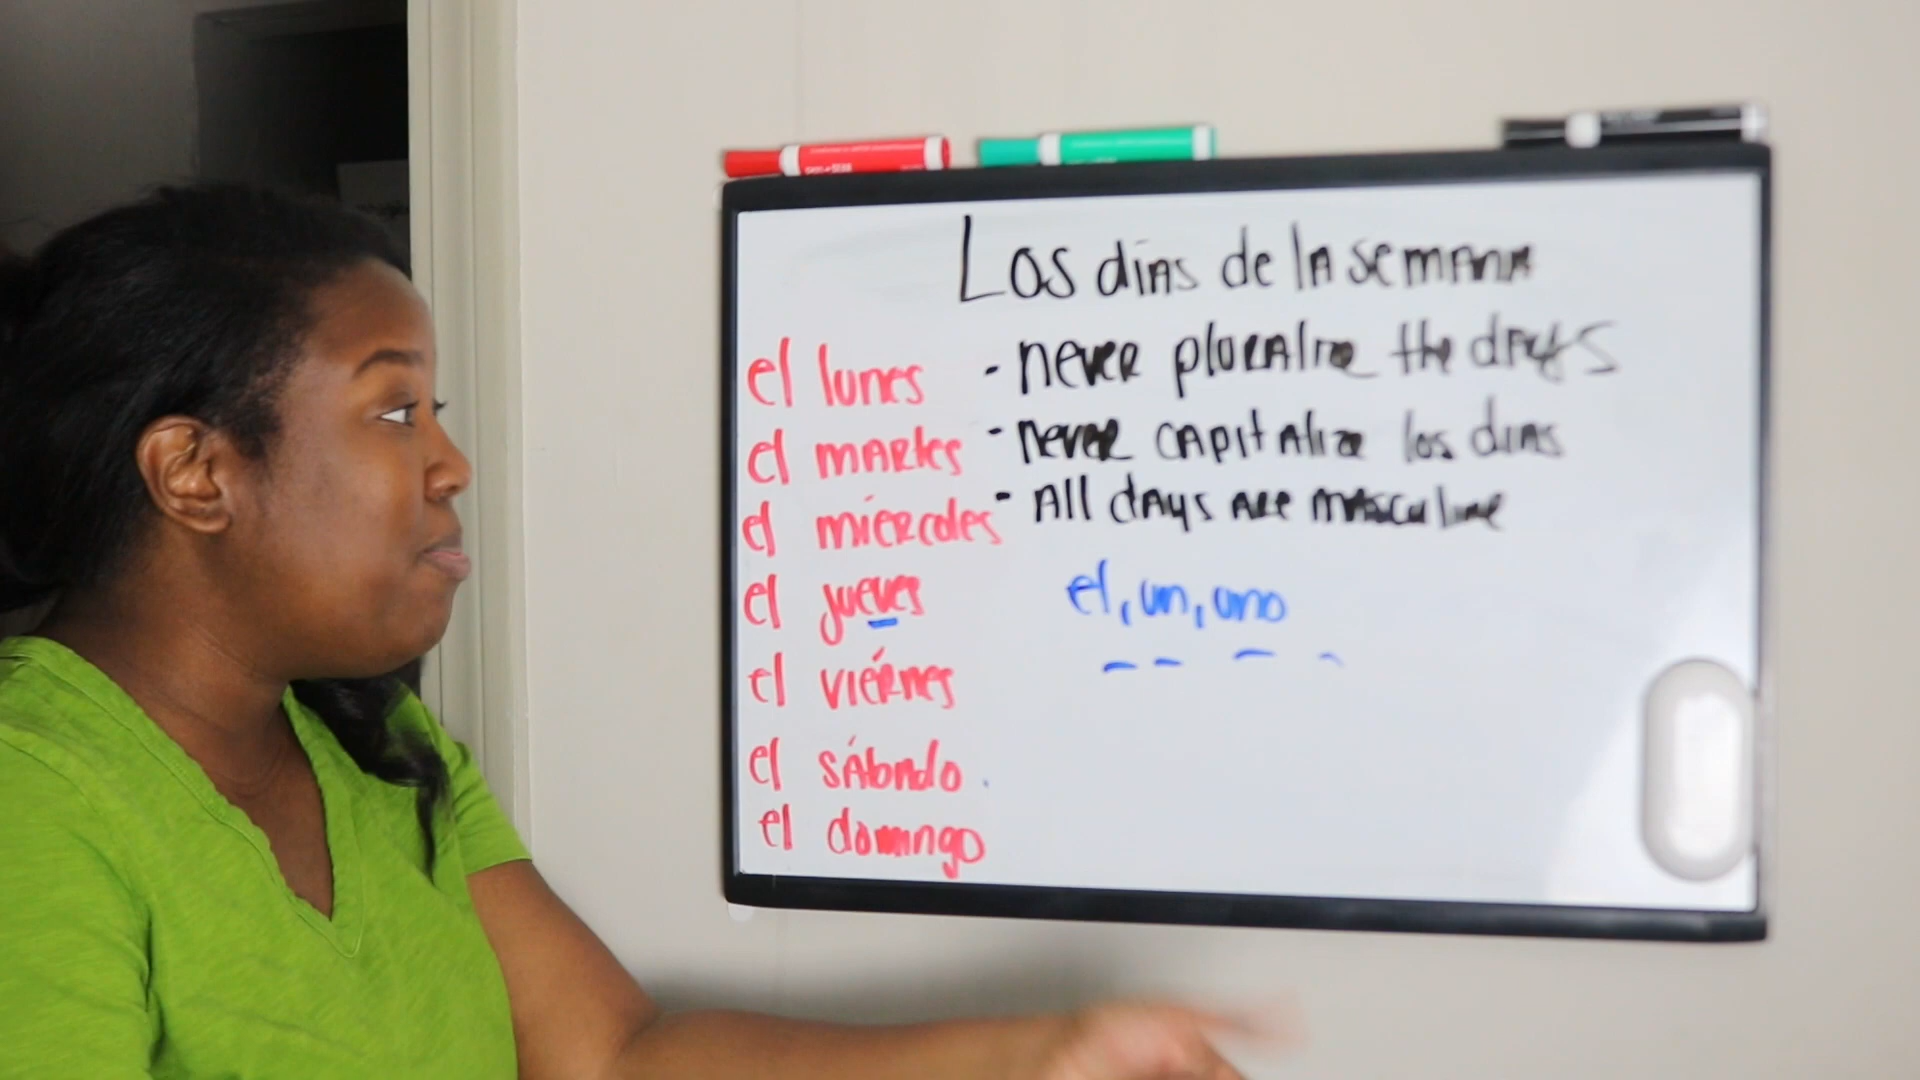 Los días de la semana
el lunes
el martes
el miércoles
el jueves
el viérnes
el sábado
el domingo
- never pluralize the days
- never capitalize los dias
- All days are masculine
el, un, uno